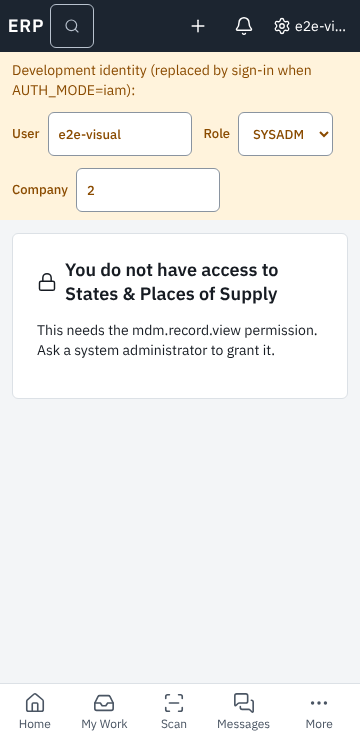 ERP
e2e-vi...
Development identity (replaced by sign-in when
AUTH_MODE=iam):
User e2e-visual Role SYSADM
Company 2
You do not have access to
States & Places of Supply
This needs the mdm.record.view permission.
Ask a system administrator to grant it.
Home My Work Scan Messages More